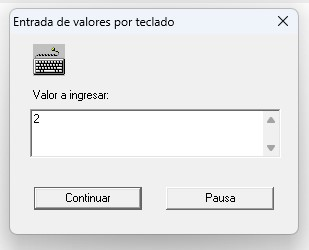 Entrada de valores por teclado
Valor a ingresar:
2
Continuar
Pausa